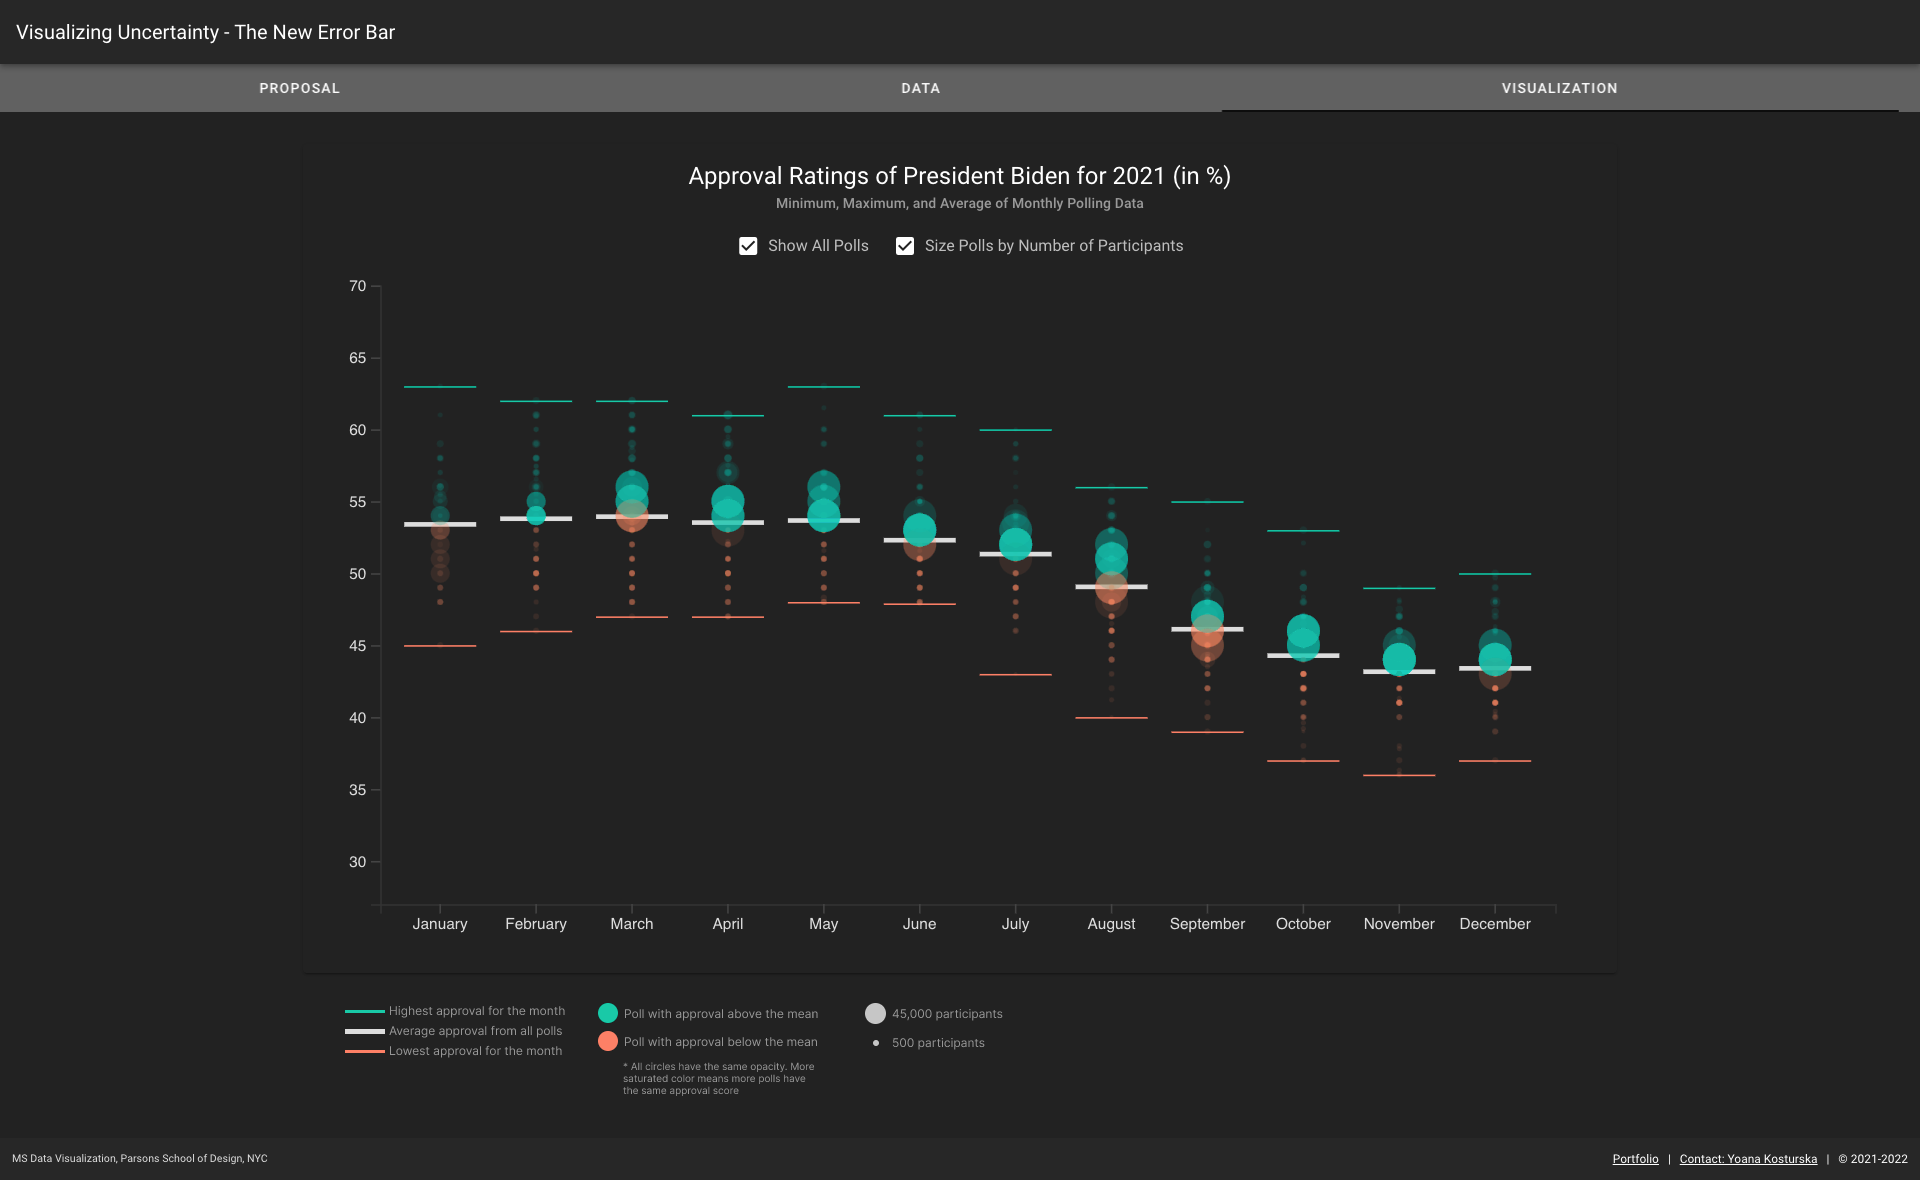 Visualizing Uncertainty - The New Error Bar
PROPOSAL
DATA
VISUALIZATION
Approval Ratings of President Biden for 2021 (in %)
Minimum, Maximum, and Average of Monthly Polling Data
Show All Polls
Size Polls by Number of Participants
70
65
60
55
50
45
40
35
30
January
February
March
April
May
June
July
August
September
October
November
December
Highest approval for the month
Average approval from all polls
Lowest approval for the month
Poll with approval above the mean
Poll with approval below the mean
* All circles have the same opacity. More
saturated color means more polls have
the same approval score
45,000 participants
500 participants
MS Data Visualization, Parsons School of Design, NYC
Portfolio | Contact: Yoana Kosturska | © 2021-2022